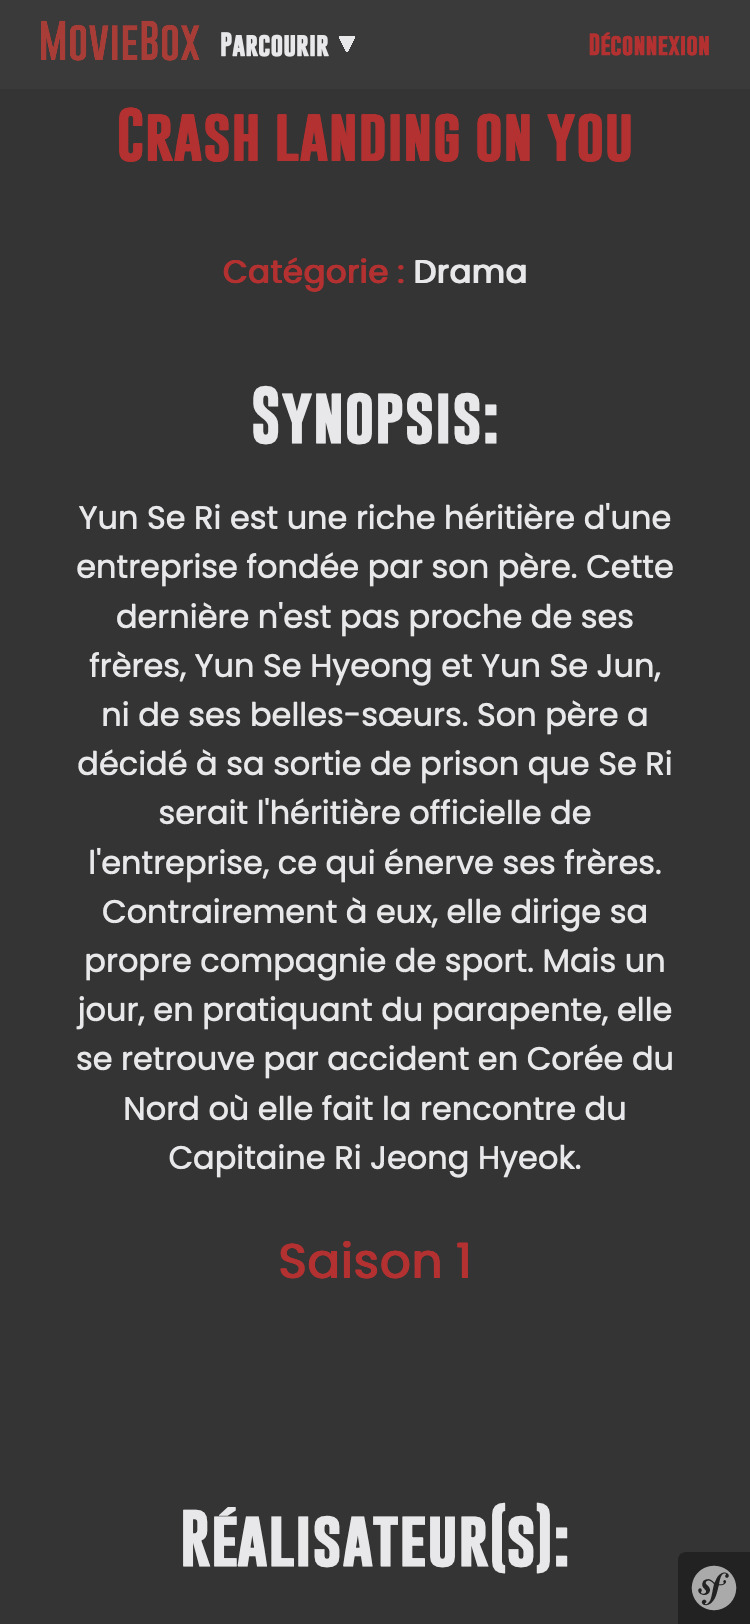 MovieBox Parcourir ▼ Déconnexion
Crash landing on you
Catégorie : Drama
Synopsis:
Yun Se Ri est une riche héritière d'une
entreprise fondée par son père. Cette
dernière n'est pas proche de ses
frères, Yun Se Hyeong et Yun Se Jun,
ni de ses belles-sœurs. Son père a
décidé à sa sortie de prison que Se Ri
serait l'héritière officielle de
l'entreprise, ce qui énerve ses frères.
Contrairement à eux, elle dirige sa
propre compagnie de sport. Mais un
jour, en pratiquant du parapente, elle
se retrouve par accident en Corée du
Nord où elle fait la rencontre du
Capitaine Ri Jeong Hyeok.
Saison 1
Réalisateur(s):
sf